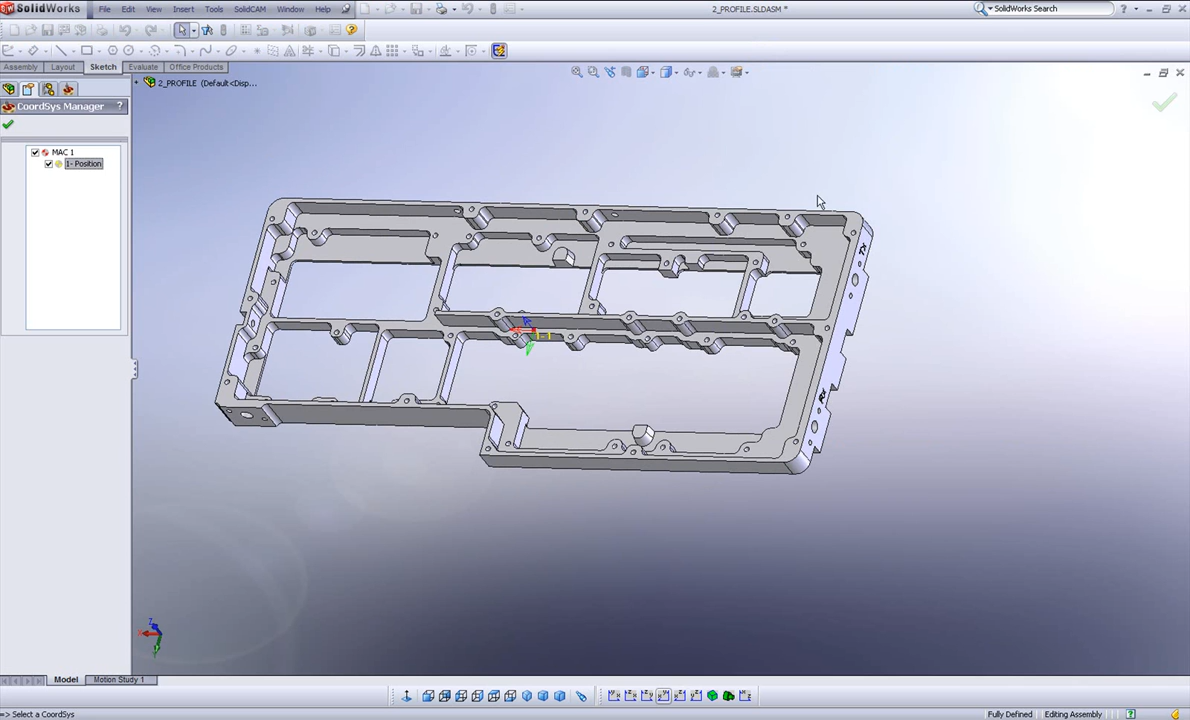 SolidWorks File Edit View Insert Tools SolidCAM Window Help 2_PROFILE.SLDASM * SolidWorks Search
Assembly Layout Sketch Evaluate Office Products
2_PROFILE (Default<Disp...
CoordSys Manager ?
MAC 1
1- Position
1-1
Model Motion Study 1
=> Select a CoordSys Fully Defined Editing Assembly